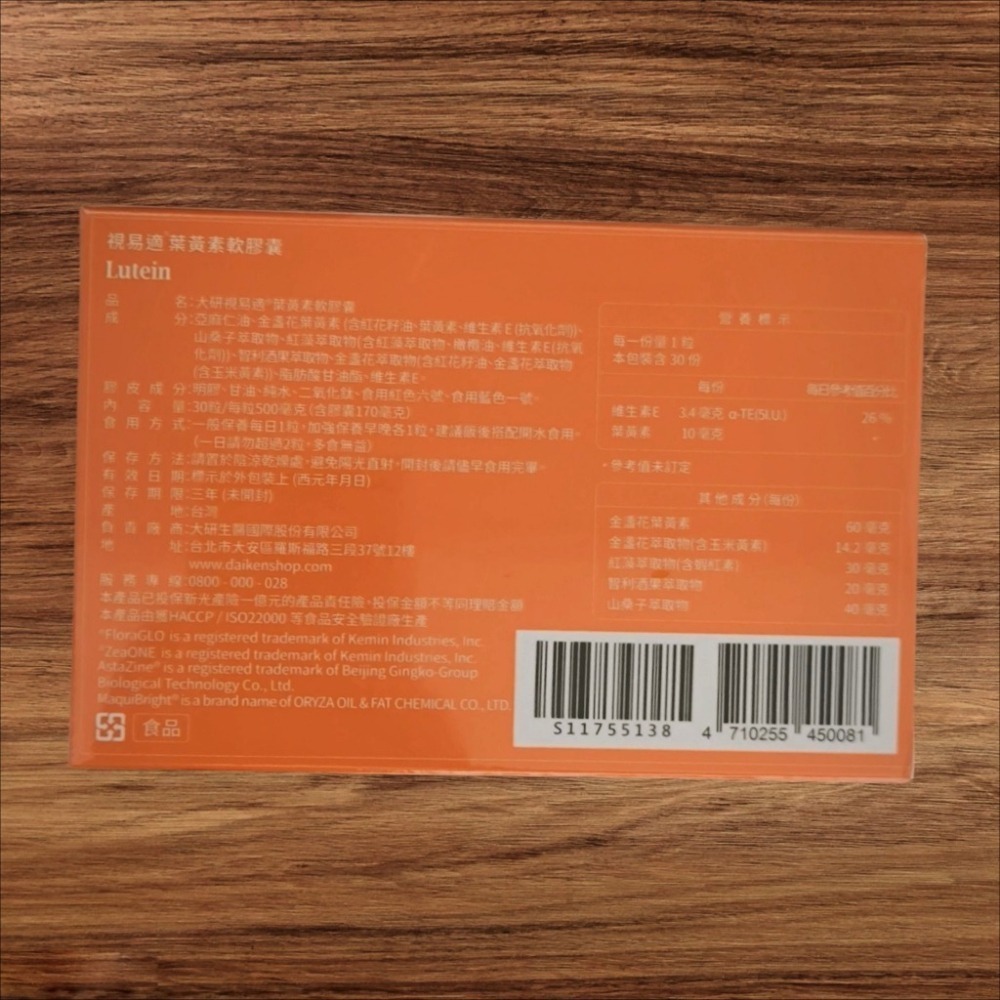 視易適®葉黃素軟膠囊
Lutein
品名:大研視易適®葉黃素軟膠囊
成分:亞麻仁油、金盞花葉黃素(含紅花籽油、葉黃素、維生素E(抗氧化劑))、
山桑子萃取物、紅藻萃取物(含紅藻萃取物、橄欖油、維生素E(抗氧
化劑))、智利酒果萃取物、金盞花萃取物(含紅花籽油、金盞花萃取物
(含玉米黃素))、脂肪酸甘油酯、維生素E。
膠皮成分:明膠、甘油、純水、二氧化鈦、食用紅色六號、食用藍色一號。
內容量:30粒/每粒500毫克(含膠囊170毫克)
食用方式:一般保養每日1粒,加強保養早晚各1粒,建議飯後搭配開水食用。
(一日請勿超過2粒,多食無益)
保存方法:請置於陰涼乾燥處,避免陽光直射,開封後請儘早食用完畢。
有效日期:標示於外包裝上(西元年月日)
保存期限:三年(未開封)
產地:台灣
負責廠商:大研生醫國際股份有限公司
地址:台北市大安區羅斯福路三段37號12樓
www.daikenshop.com
服務專線:0800-000-028
本產品已投保新光產險一億元的產品責任險,投保金額不等同理賠金額
本產品由獲HACCP / ISO22000 等食品安全驗證廠生產
®FloraGLO is a registered trademark of Kemin Industries, Inc.
®ZeaONE is a registered trademark of Kemin Industries, Inc.
AstaZine® is a registered trademark of Beijing Gingko-Group
Biological Technology Co., Ltd.
MaquiBright® is a brand name of ORYZA OIL & FAT CHEMICAL CO., LTD.
食品
營養標示
每一份量 1 粒
本包裝含 30 份
每份 每日參考值百分比
維生素E 3.4 毫克 α-TE(5I.U.) 26 %
葉黃素 10 毫克 *
*參考值未訂定
其他成分(每份)
金盞花葉黃素 60 毫克
金盞花萃取物(含玉米黃素) 14.2 毫克
紅藻萃取物(含蝦紅素) 30 毫克
智利酒果萃取物 20 毫克
山桑子萃取物 40 毫克
S11755138
4 710255 450081